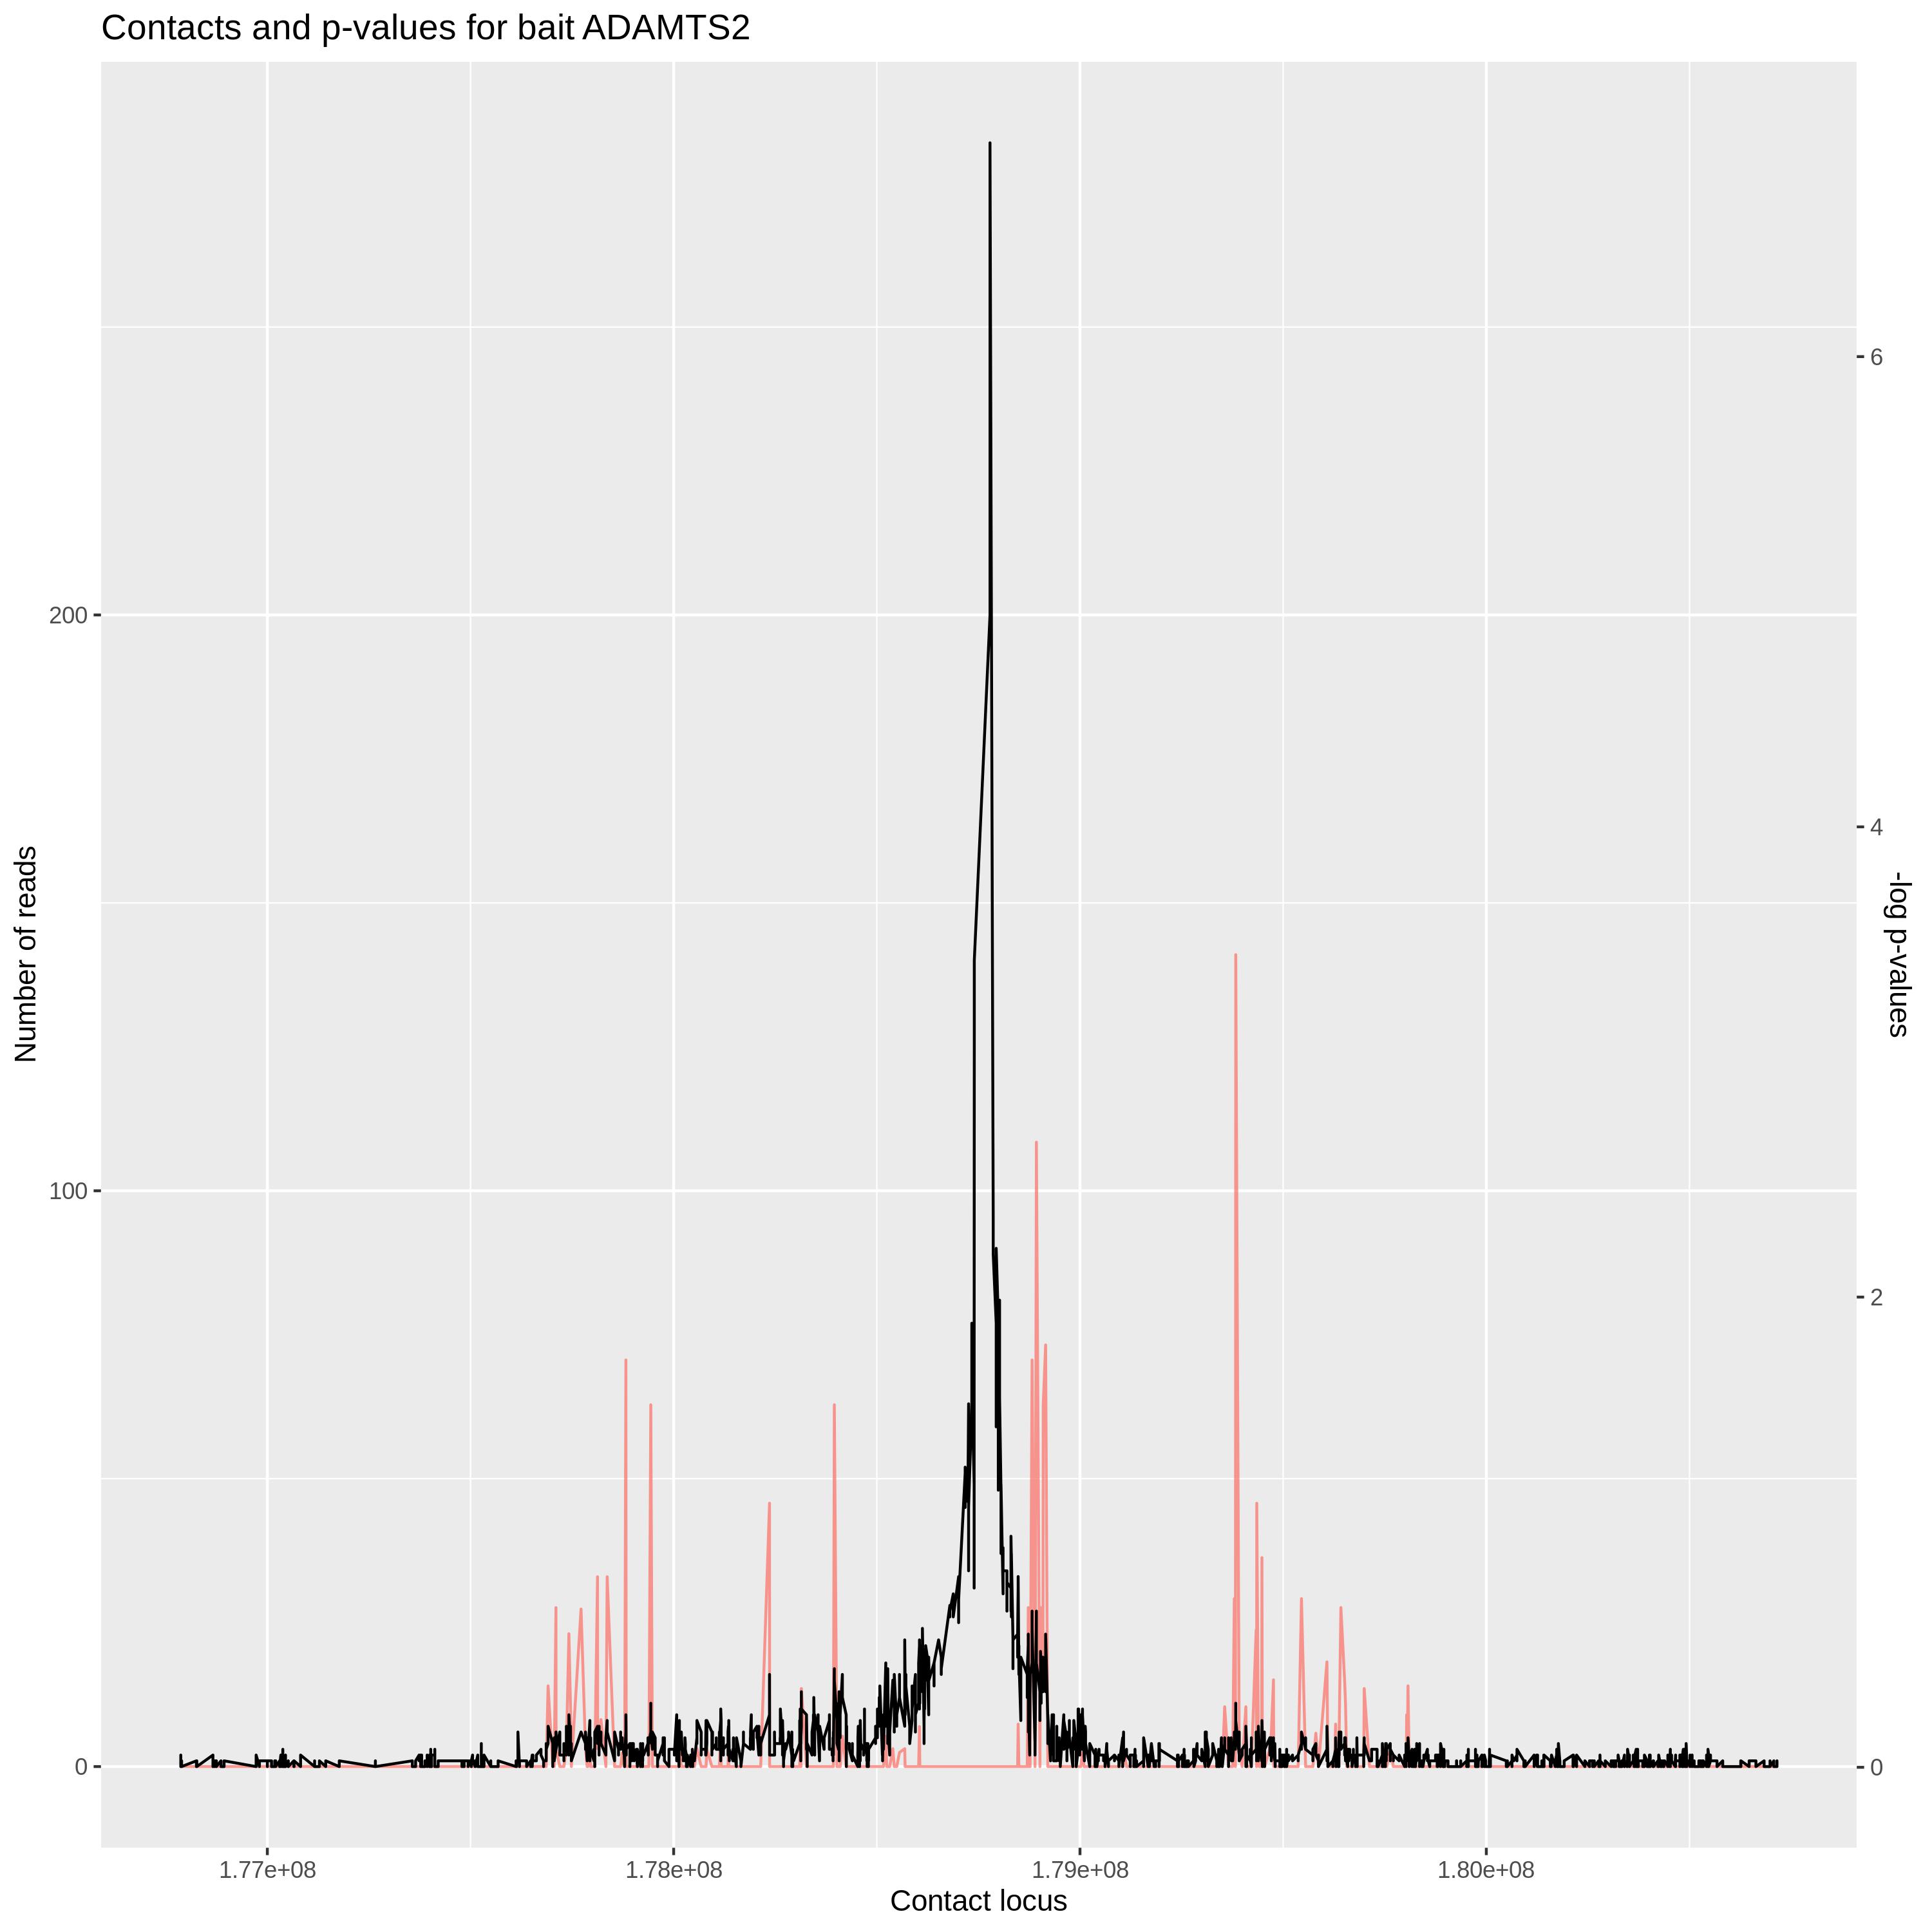 Contacts and p-values for bait ADAMTS2
Number of reads
200
100
0
6
4
2
0
-log p-values
1.77e+08
1.78e+08
1.79e+08
1.80e+08
Contact locus